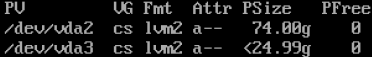 PV VG Fmt Attr PSize PFree
/dev/vda2 cs lvm2 a-- 74.00g 0
/dev/vda3 cs lvm2 a-- <24.99g 0